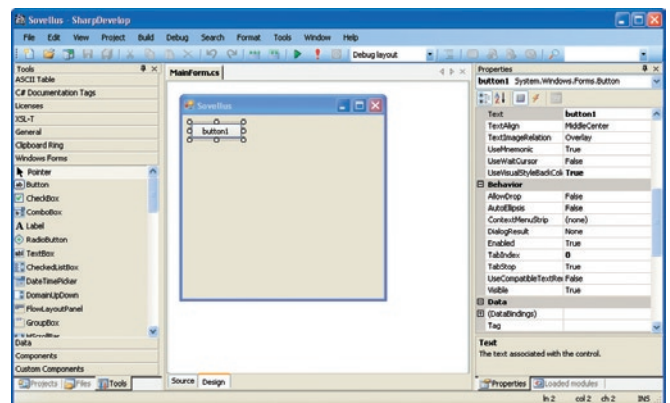 Sovellus - SharpDevelop
File Edit View Project Build Debug Search Format Tools Window Help
Debug layout
Tools
ASCII Table
C# Documentation Tags
Licenses
XSL-T
General
Clipboard Ring
Windows Forms
Pointer
Button
CheckBox
ComboBox
A Label
RadioButton
TextBox
CheckedListBox
DateTimePicker
DomainUpDown
FlowLayoutPanel
GroupBox
Data
Components
Custom Components
Projects Files Tools
MainForm.cs
Sovellus
button1
Source Design
Properties
button1 System.Windows.Forms.Button
Text button1
TextAlign MiddleCenter
TextImageRelation Overlay
UseMnemonic True
UseWaitCursor False
UseVisualStyleBackCol True
Behavior
AllowDrop False
AutoEllipsis False
ContextMenuStrip (none)
DialogResult None
Enabled True
TabIndex 0
TabStop True
UseCompatibleTextRen False
Visible True
Data
(DataBindings)
Tag
Text
The text associated with the control.
Properties Loaded modules
ln 2 col 2 ch 2 INS